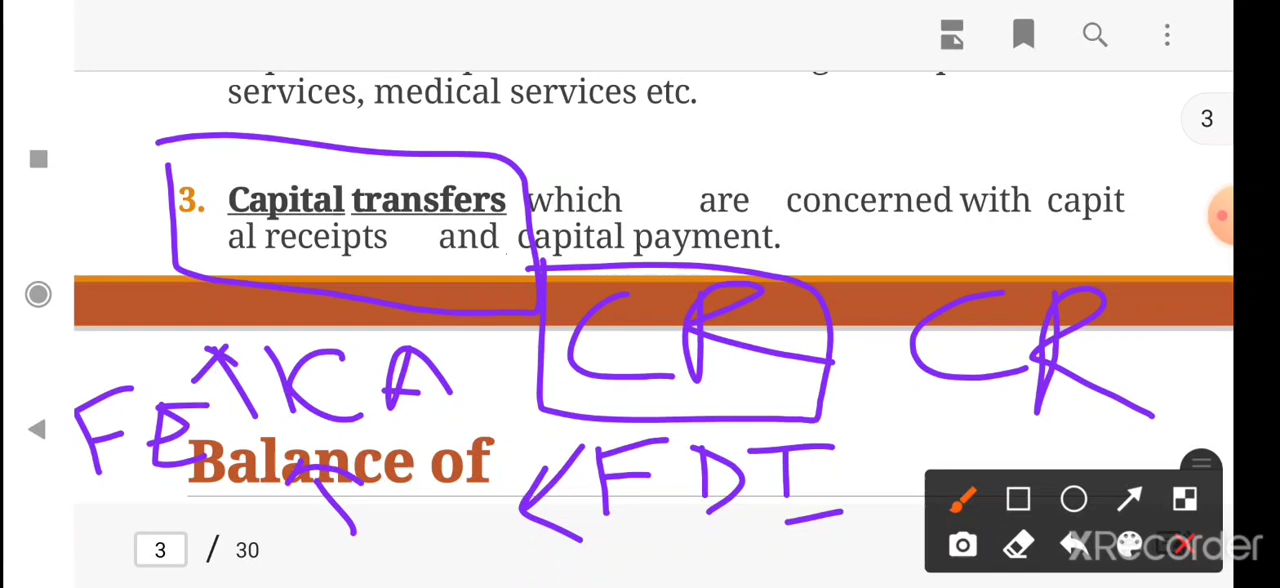 services, medical services etc.
3
3. Capital transfers which are concerned with capit
al receipts and capital payment.
CR CR
KA
FE
Balance of
FDI
3 / 30
XRecorder